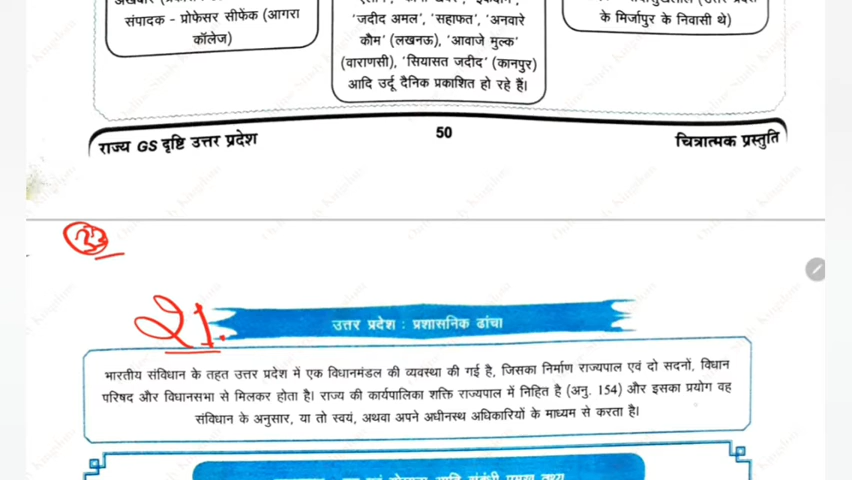 संपादक - प्रोफेसर सीफेंक (आगरा
कॉलेज)
'जदीद अमल', 'सहाफत', 'अनवारे
कौम' (लखनऊ), 'आवाजे मुल्क'
(वाराणसी), 'सियासत जदीद' (कानपुर)
आदि उर्दू दैनिक प्रकाशित हो रहे हैं।
के मिर्जापुर के निवासी थे)
राज्य GS दृष्टि उत्तर प्रदेश
50
चित्रात्मक प्रस्तुति
33
21.
उत्तर प्रदेश : प्रशासनिक ढांचा
भारतीय संविधान के तहत उत्तर प्रदेश में एक विधानमंडल की व्यवस्था की गई है, जिसका निर्माण राज्यपाल एवं दो सदनों, विधान
परिषद और विधानसभा से मिलकर होता है। राज्य की कार्यपालिका शक्ति राज्यपाल में निहित है (अनु. 154) और इसका प्रयोग वह
संविधान के अनुसार, या तो स्वयं, अथवा अपने अधीनस्थ अधिकारियों के माध्यम से करता है।